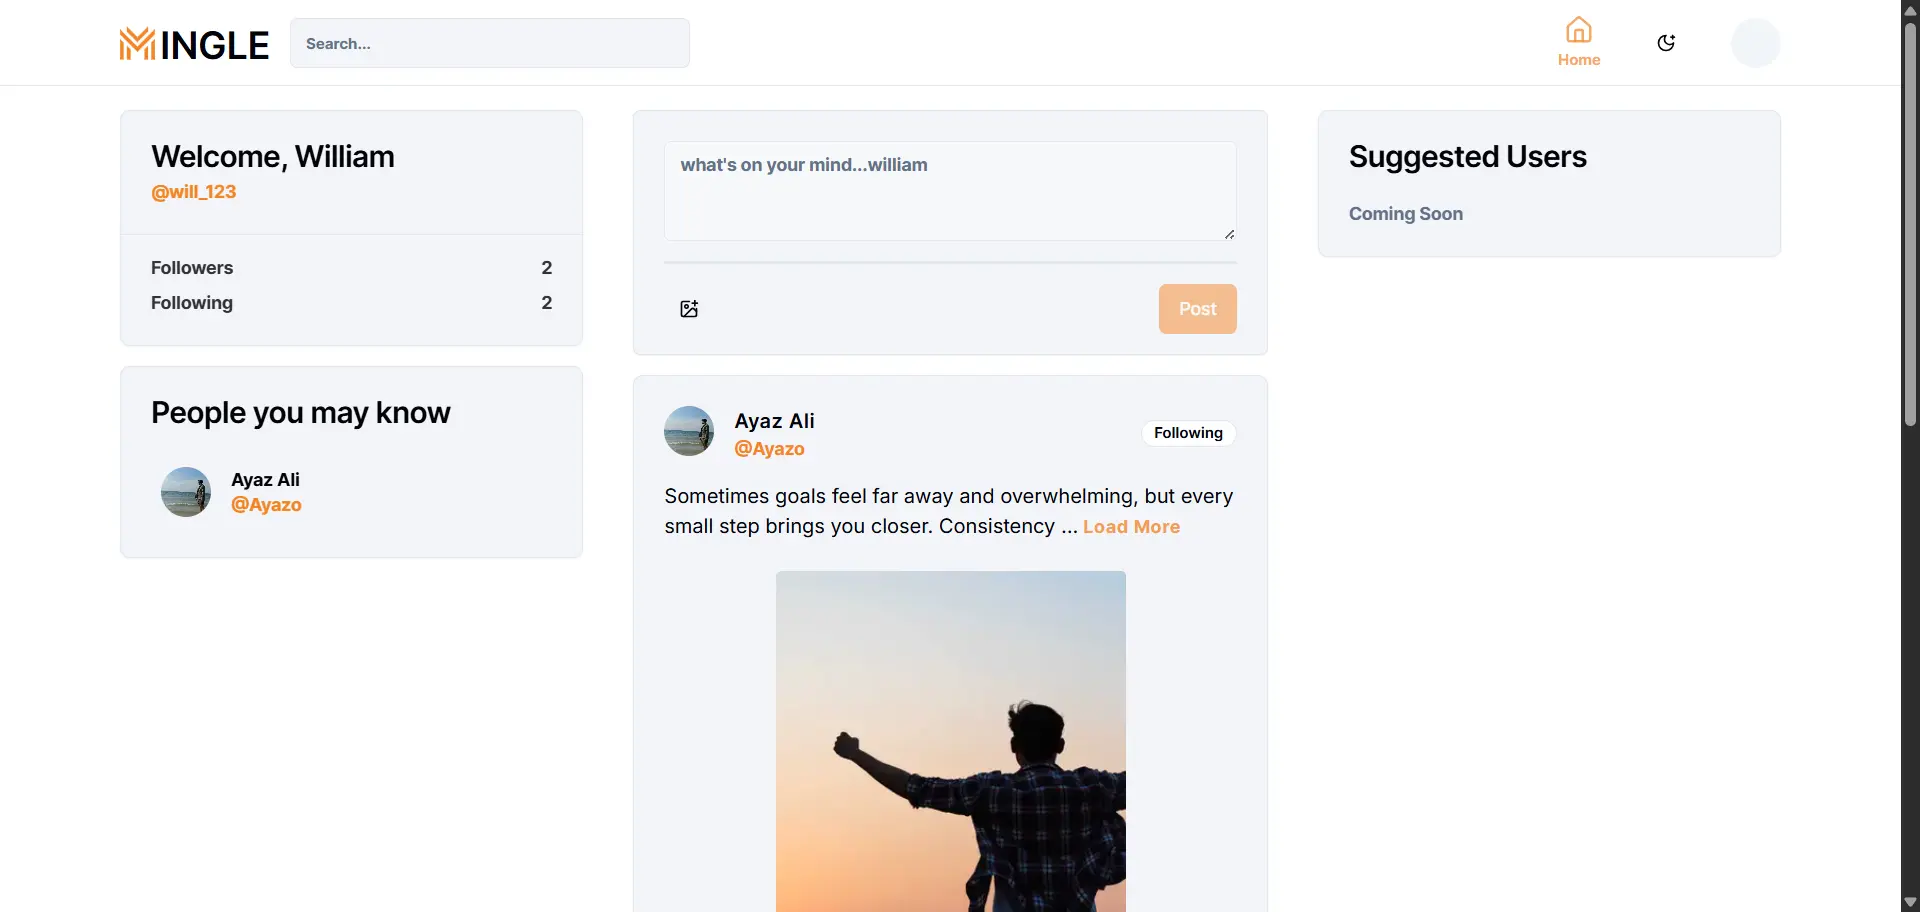 MINGLE
Search...
Home
Welcome, William
@will_123
Followers 2
Following 2
People you may know
Ayaz Ali
@Ayazo
what's on your mind...william
Post
Ayaz Ali
@Ayazo
Following
Sometimes goals feel far away and overwhelming, but every
small step brings you closer. Consistency ... Load More
Suggested Users
Coming Soon